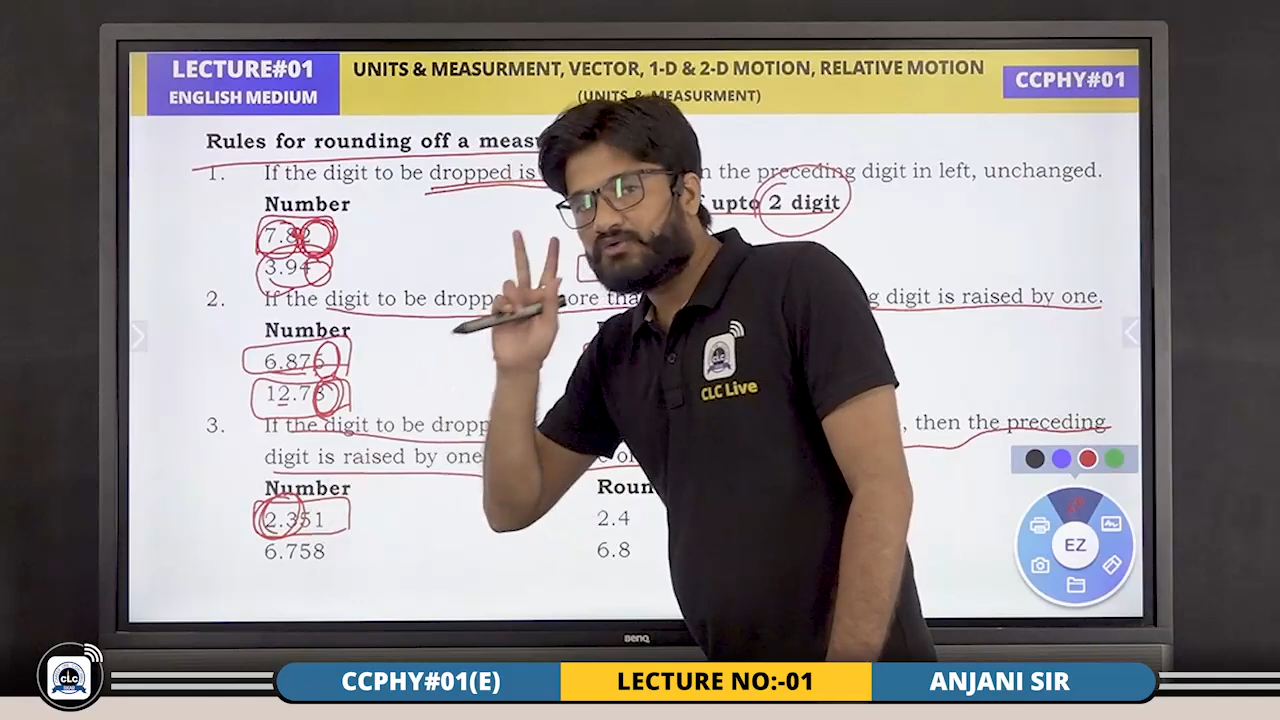 LECTURE#01
ENGLISH MEDIUM
UNITS & MEASURMENT, VECTOR, 1-D & 2-D MOTION, RELATIVE MOTION
(UNITS & MEASURMENT)
CCPHY#01
Rules for rounding off a meas
1. If the digit to be dropped is the preceding digit in left, unchanged.
Number upto 2 digit
7.82
3.94
2. If the digit to be dropp more tha digit is raised by one.
Number
6.876
12.78
3. If the digit to be dropp , then the preceding
digit is raised by one
Number Roun
2.351 2.4
6.758 6.8
EZ
BenQ
CLC Live
CLC
CCPHY#01(E) LECTURE NO:-01 ANJANI SIR